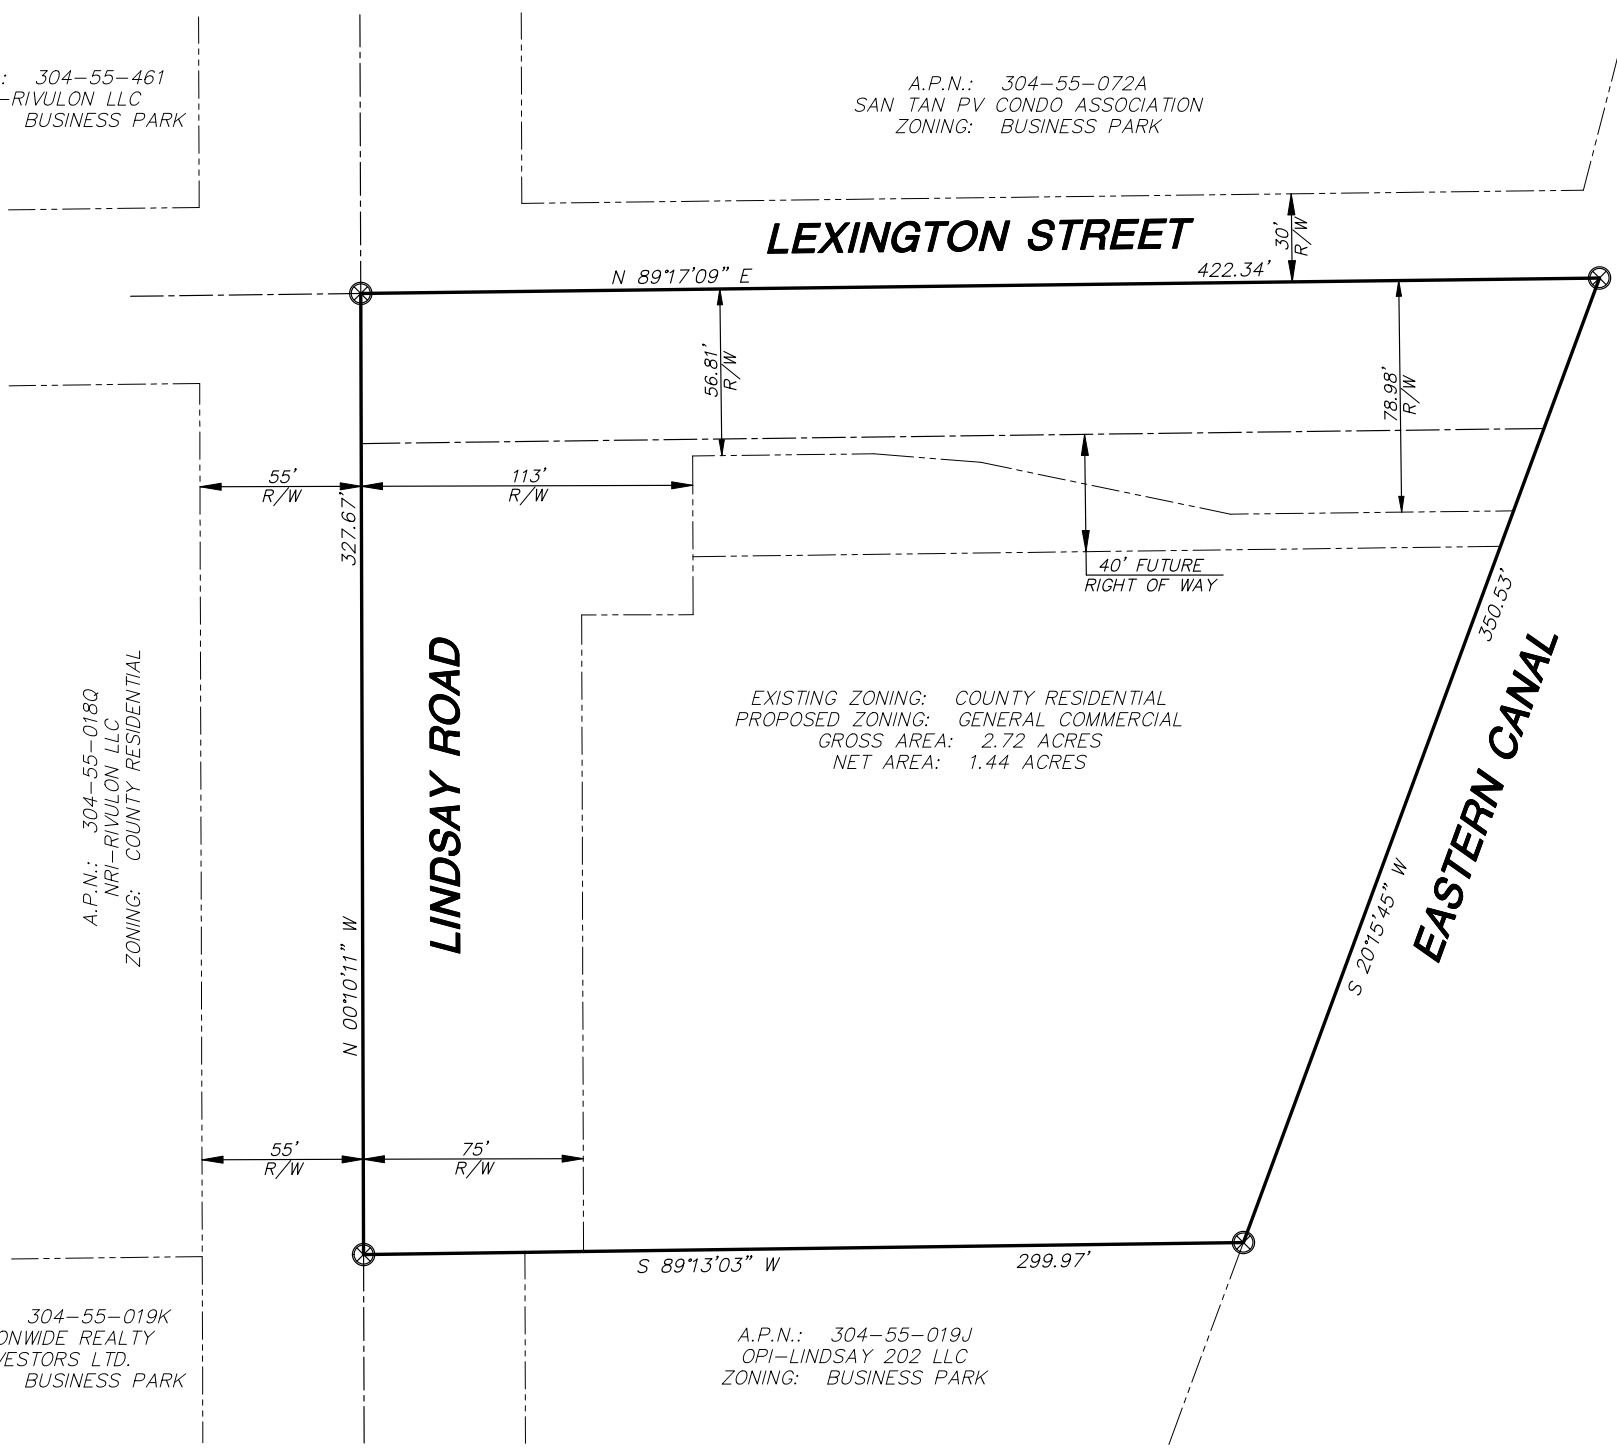 : 304-55-461
-RIVULON LLC
BUSINESS PARK
A.P.N.: 304-55-072A
SAN TAN PV CONDO ASSOCIATION
ZONING: BUSINESS PARK
LEXINGTON STREET
30'
R/W
N 89°17'09" E
422.34'
56.81'
R/W
78.98'
R/W
55'
R/W
113'
R/W
327.67'
40' FUTURE
RIGHT OF WAY
350.53'
A.P.N.: 304-55-018Q
NRI-RIVULON LLC
ZONING: COUNTY RESIDENTIAL
LINDSAY ROAD
EXISTING ZONING: COUNTY RESIDENTIAL
PROPOSED ZONING: GENERAL COMMERCIAL
GROSS AREA: 2.72 ACRES
NET AREA: 1.44 ACRES
EASTERN CANAL
S 20°15'45" W
N 00°10'11" W
55'
R/W
75'
R/W
S 89°13'03" W
299.97'
304-55-019K
ONWIDE REALTY
VESTORS LTD.
BUSINESS PARK
A.P.N.: 304-55-019J
OPI-LINDSAY 202 LLC
ZONING: BUSINESS PARK